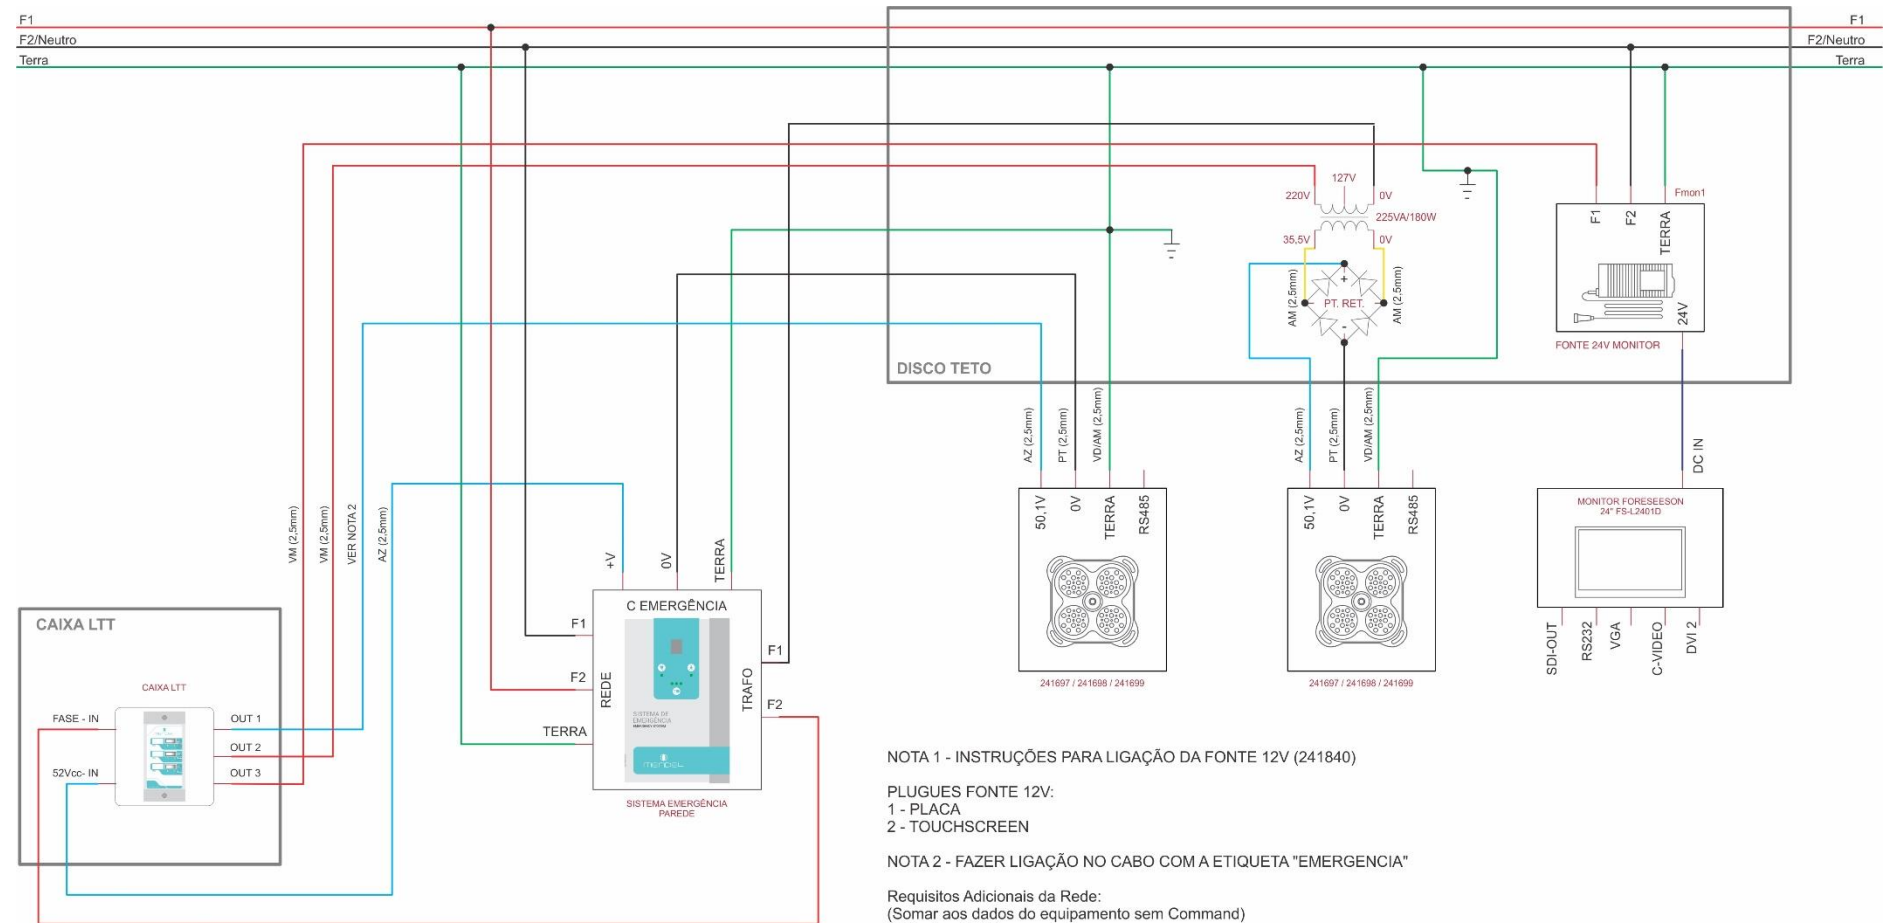 F1
F1
F2/Neutro
F2/Neutro
Terra
Terra
127V
220V
0V
225VA/180W
35,5V
0V
PT. RET.
+
-
AM (2,5mm)
AM (2,5mm)
Fmon1
F1
F2
TERRA
24V
FONTE 24V MONITOR
DISCO TETO
AZ (2,5mm)
PT (2,5mm)
VD/AM (2,5mm)
AZ (2,5mm)
PT (2,5mm)
VD/AM (2,5mm)
DC IN
50,1V
0V
TERRA
RS485
241697 / 241698 / 241699
50,1V
0V
TERRA
RS485
241697 / 241698 / 241699
MONITOR FORESEESON
24" FS-L2401D
SDI-OUT
RS232
VGA
C-VIDEO
DVI 2
VM (2,5mm)
VM (2,5mm)
VER NOTA 2
AZ (2,5mm)
+V
0V
TERRA
C EMERGÊNCIA
F1
F2
REDE
TERRA
F1
TRAFO
F2
SISTEMA DE
EMERGÊNCIA
SISTEMA EMERGÊNCIA
PAREDE
CAIXA LTT
CAIXA LTT
FASE - IN
52Vcc- IN
OUT 1
OUT 2
OUT 3
NOTA 1 - INSTRUÇÕES PARA LIGAÇÃO DA FONTE 12V (241840)
PLUGUES FONTE 12V:
1 - PLACA
2 - TOUCHSCREEN
NOTA 2 - FAZER LIGAÇÃO NO CABO COM A ETIQUETA "EMERGENCIA"
Requisitos Adicionais da Rede:
(Somar aos dados do equipamento sem Command)